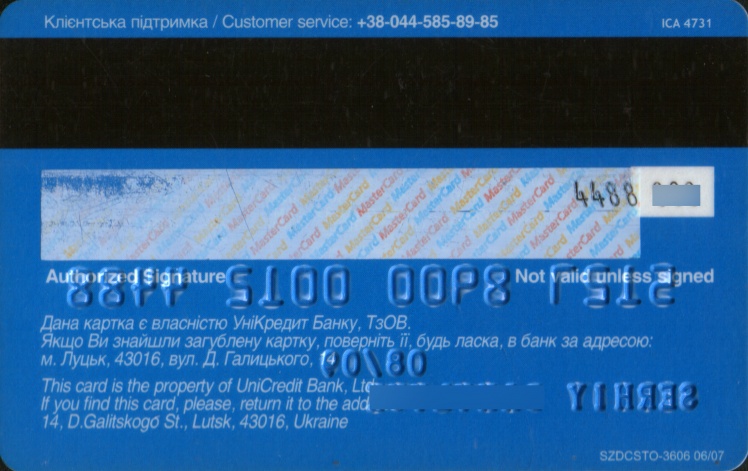 Клієнтська підтримка / Customer service: +38-044-585-89-85
ICA 4731
4488
Authorized Signature
Not valid unless signed
Дана картка є власністю УніКредит Банку, ТзОВ.
Якщо Ви знайшли загублену картку, поверніть її, будь ласка, в банк за адресою:
м. Луцьк, 43016, вул. Д. Галицького,
This card is the property of UniCredit Bank,
If you find this card, please, return it to the
14, D.Galitskogo St., Lutsk, 43016, Ukraine
SZDCSTO-3606 06/07